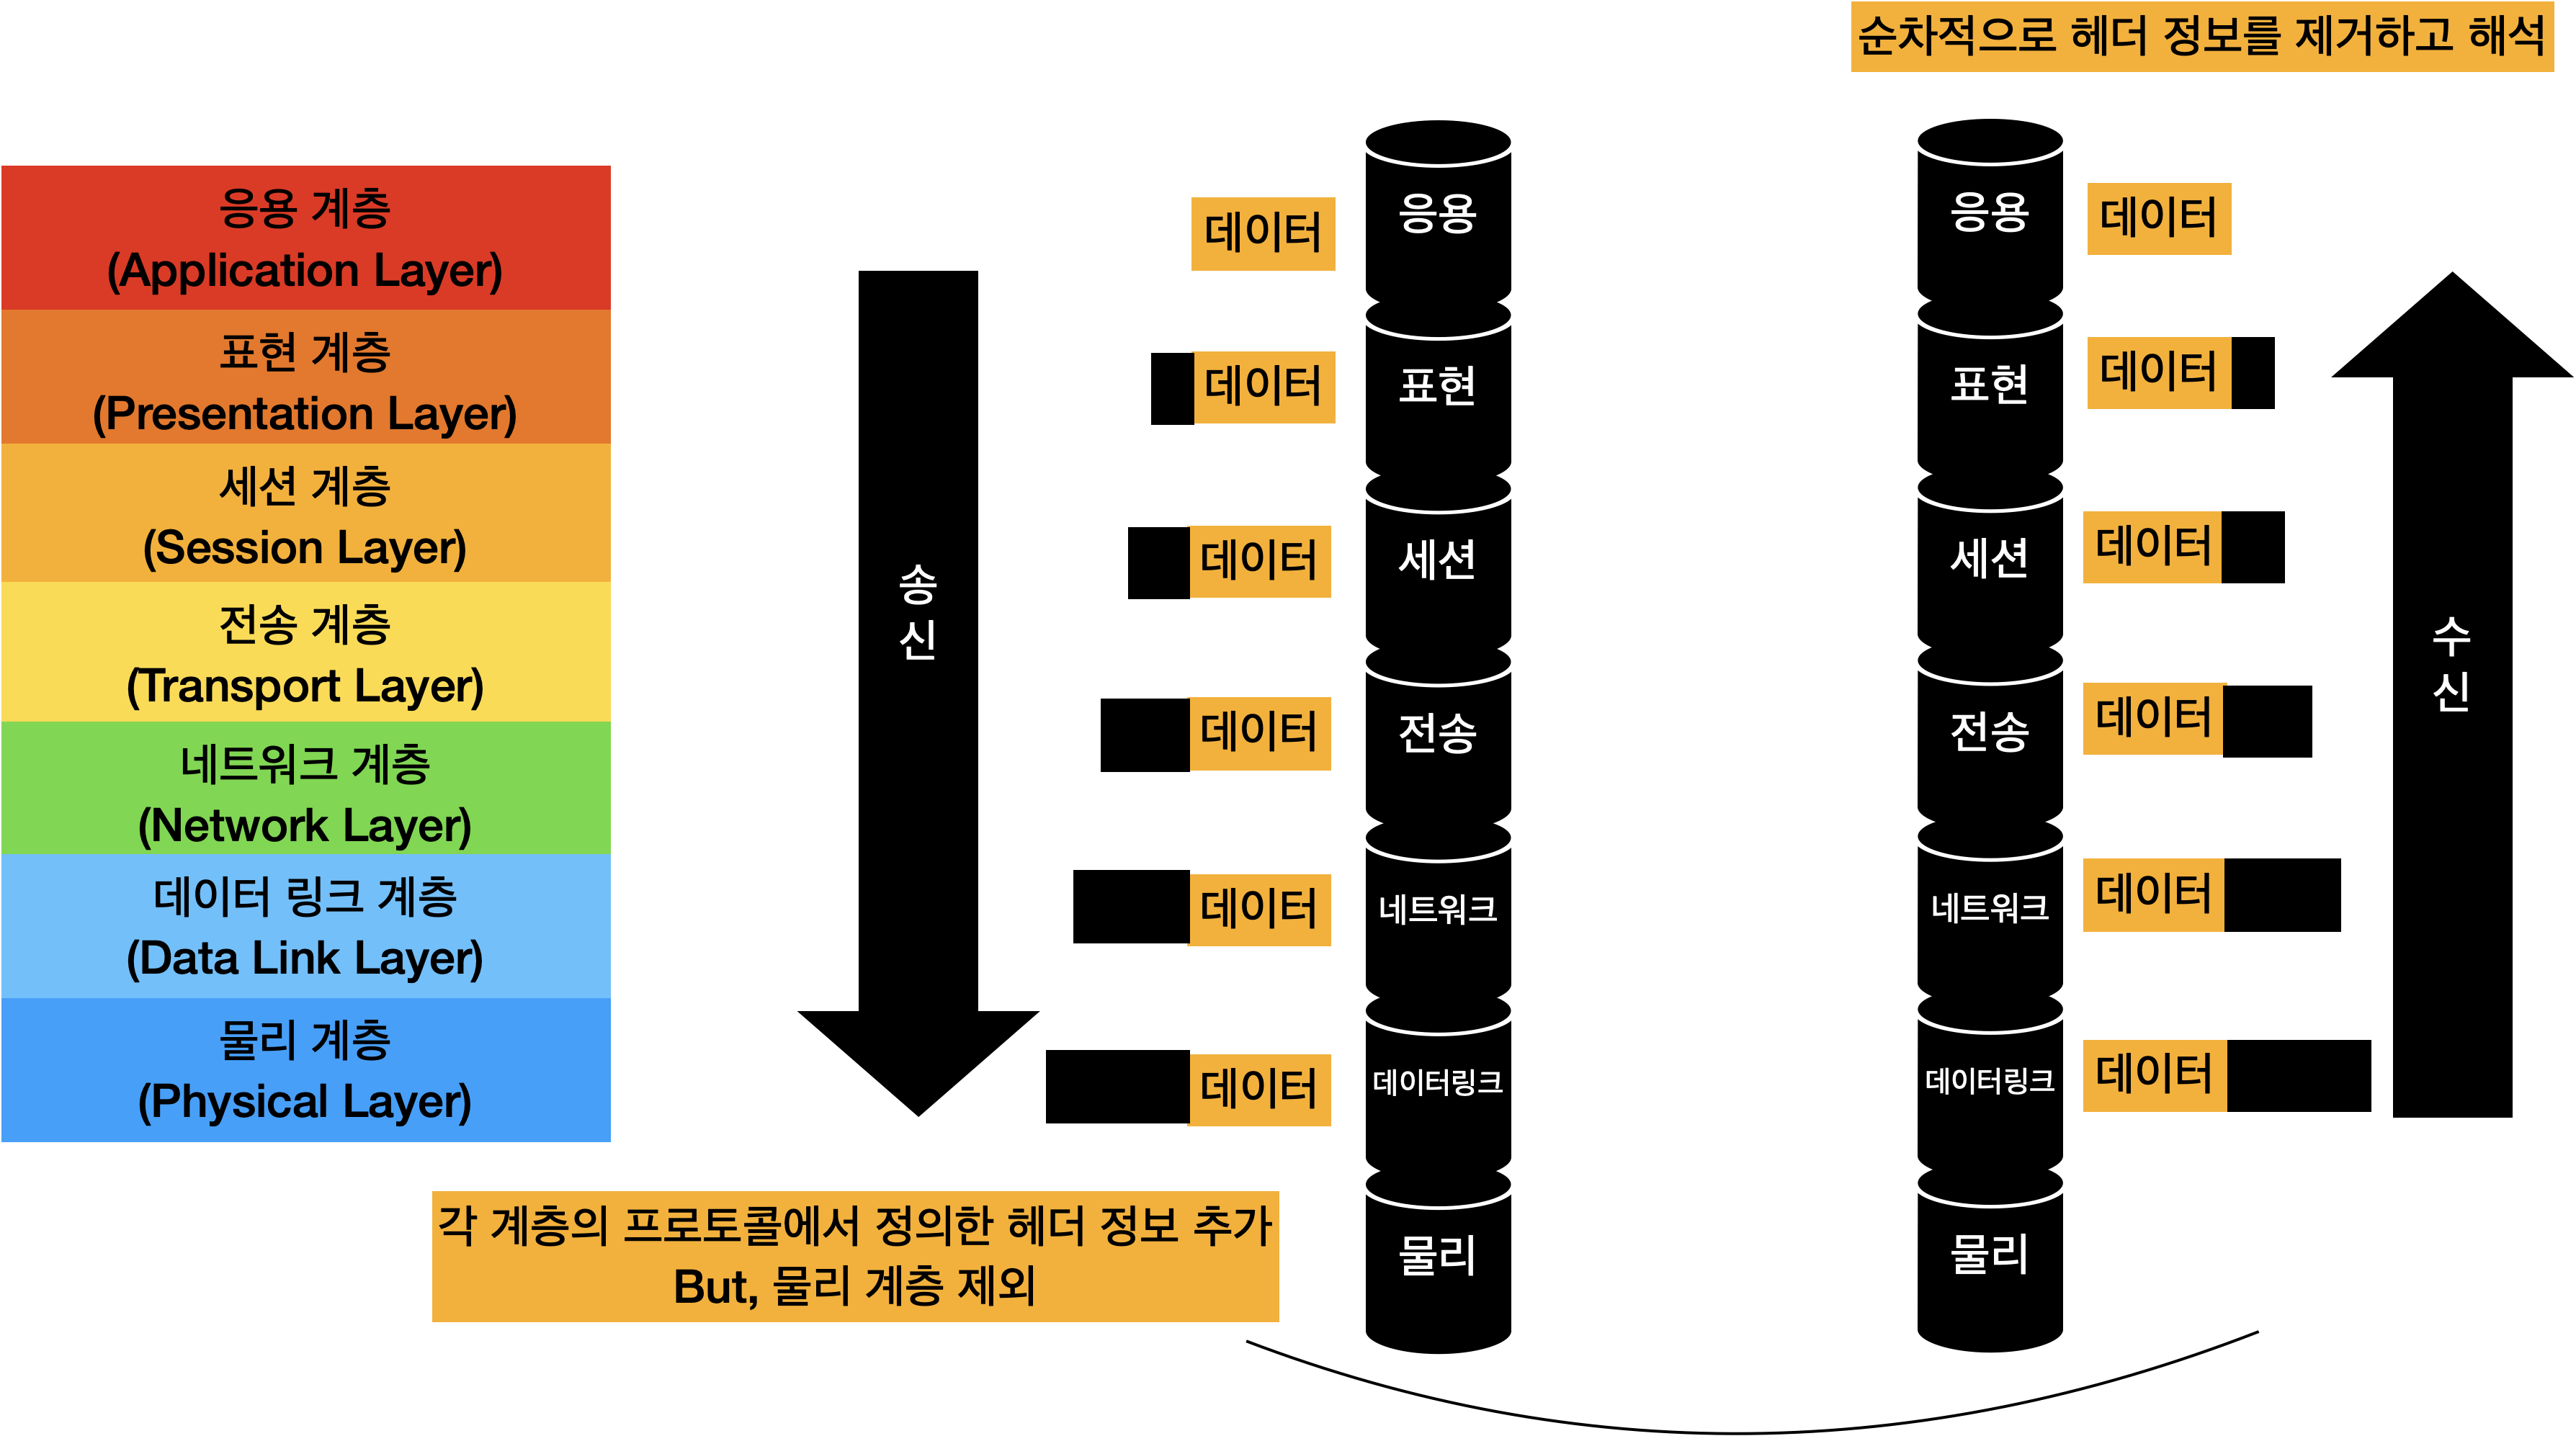 순차적으로 헤더 정보를 제거하고 해석
응용 계층
(Application Layer)
표현 계층
(Presentation Layer)
세션 계층
(Session Layer)
전송 계층
(Transport Layer)
네트워크 계층
(Network Layer)
데이터 링크 계층
(Data Link Layer)
물리 계층
(Physical Layer)
송
신
데이터
데이터
데이터
데이터
데이터
데이터
각 계층의 프로토콜에서 정의한 헤더 정보 추가
But, 물리 계층 제외
응용
표현
세션
전송
네트워크
데이터링크
물리
응용
표현
세션
전송
네트워크
데이터링크
물리
데이터
데이터
데이터
데이터
데이터
데이터
수
신